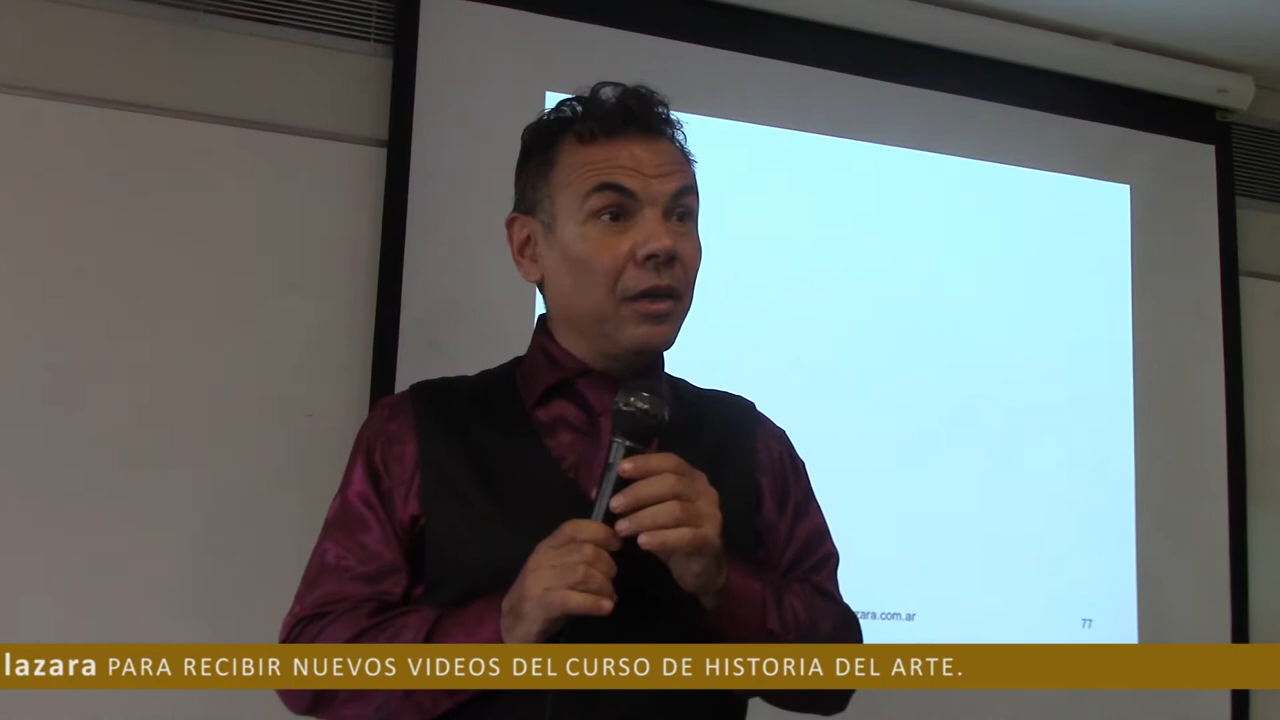 zara.com.ar
77
lazara PARA RECIBIR NUEVOS VIDEOS DEL CURSO DE HISTORIA DEL ARTE.